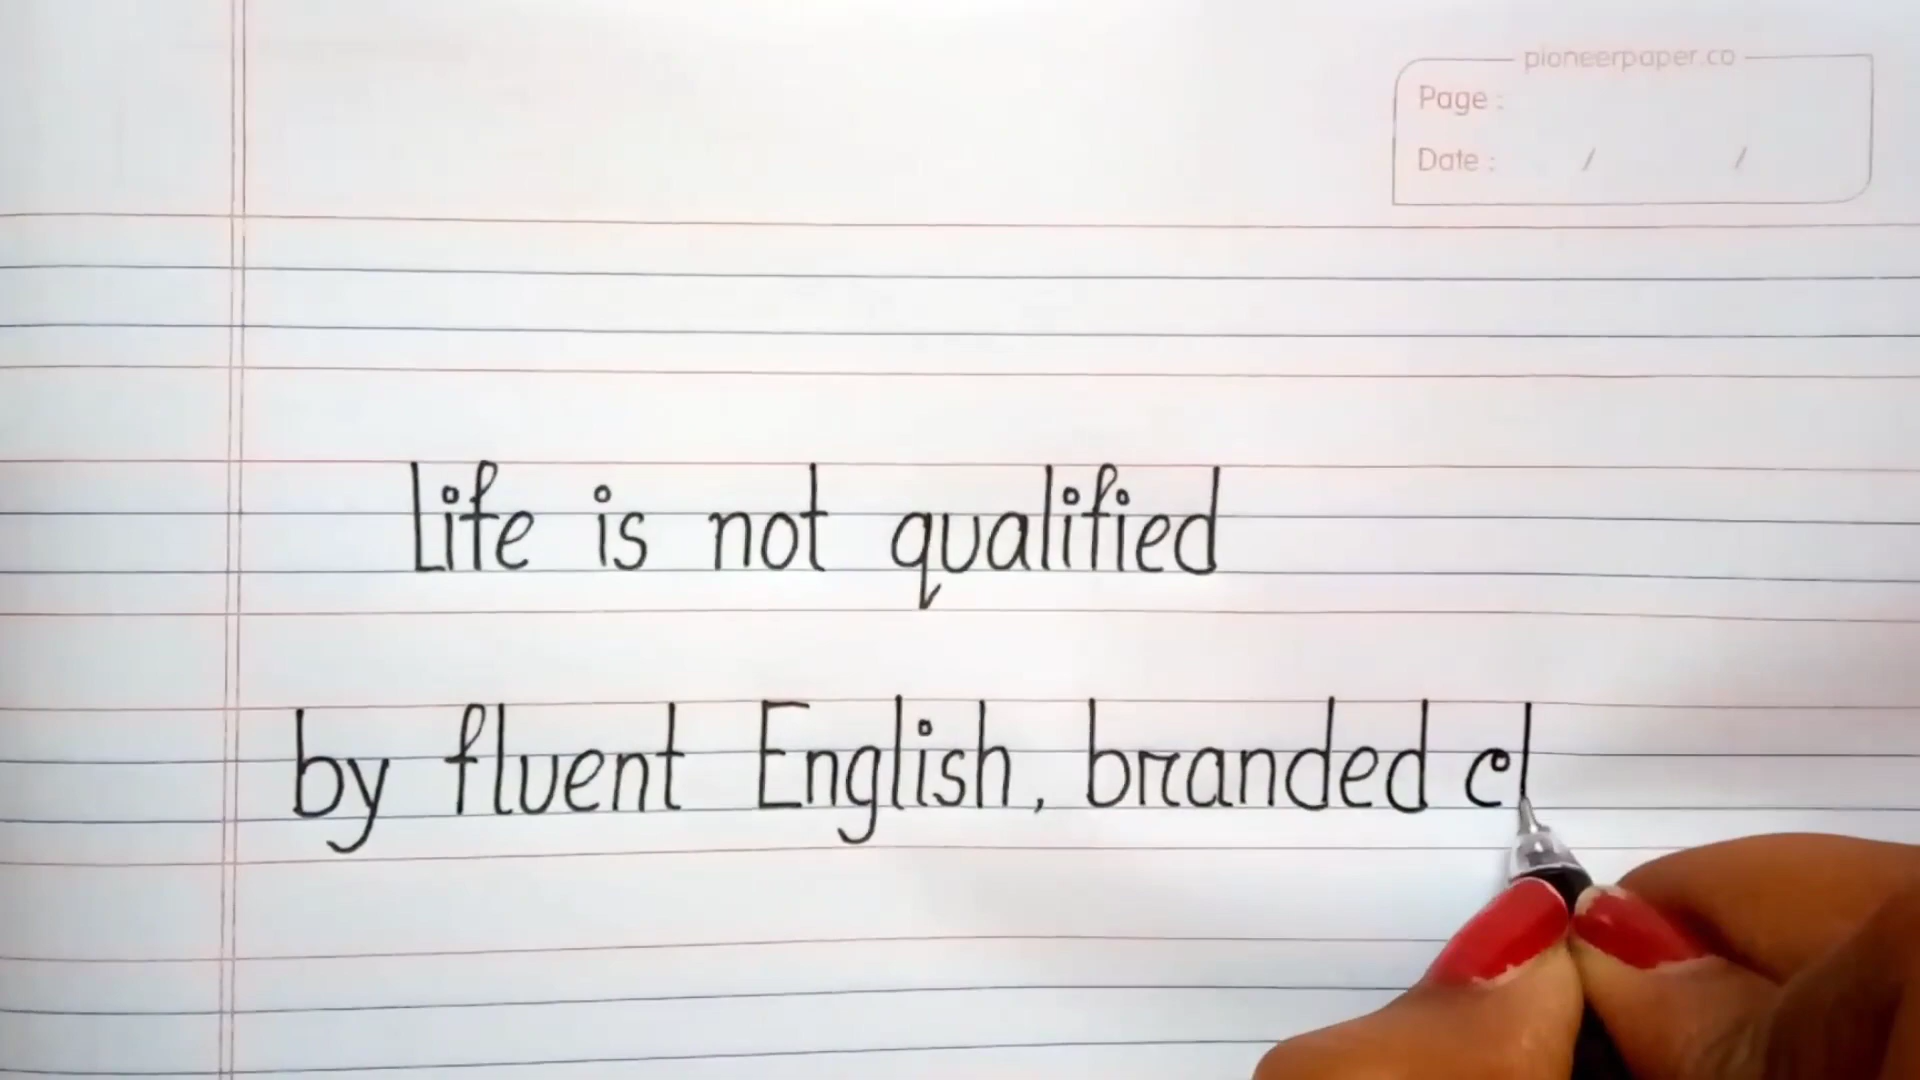 pioneerpaper.co
Page :
Date : / /
Life is not qualified
by fluent English, branded cl